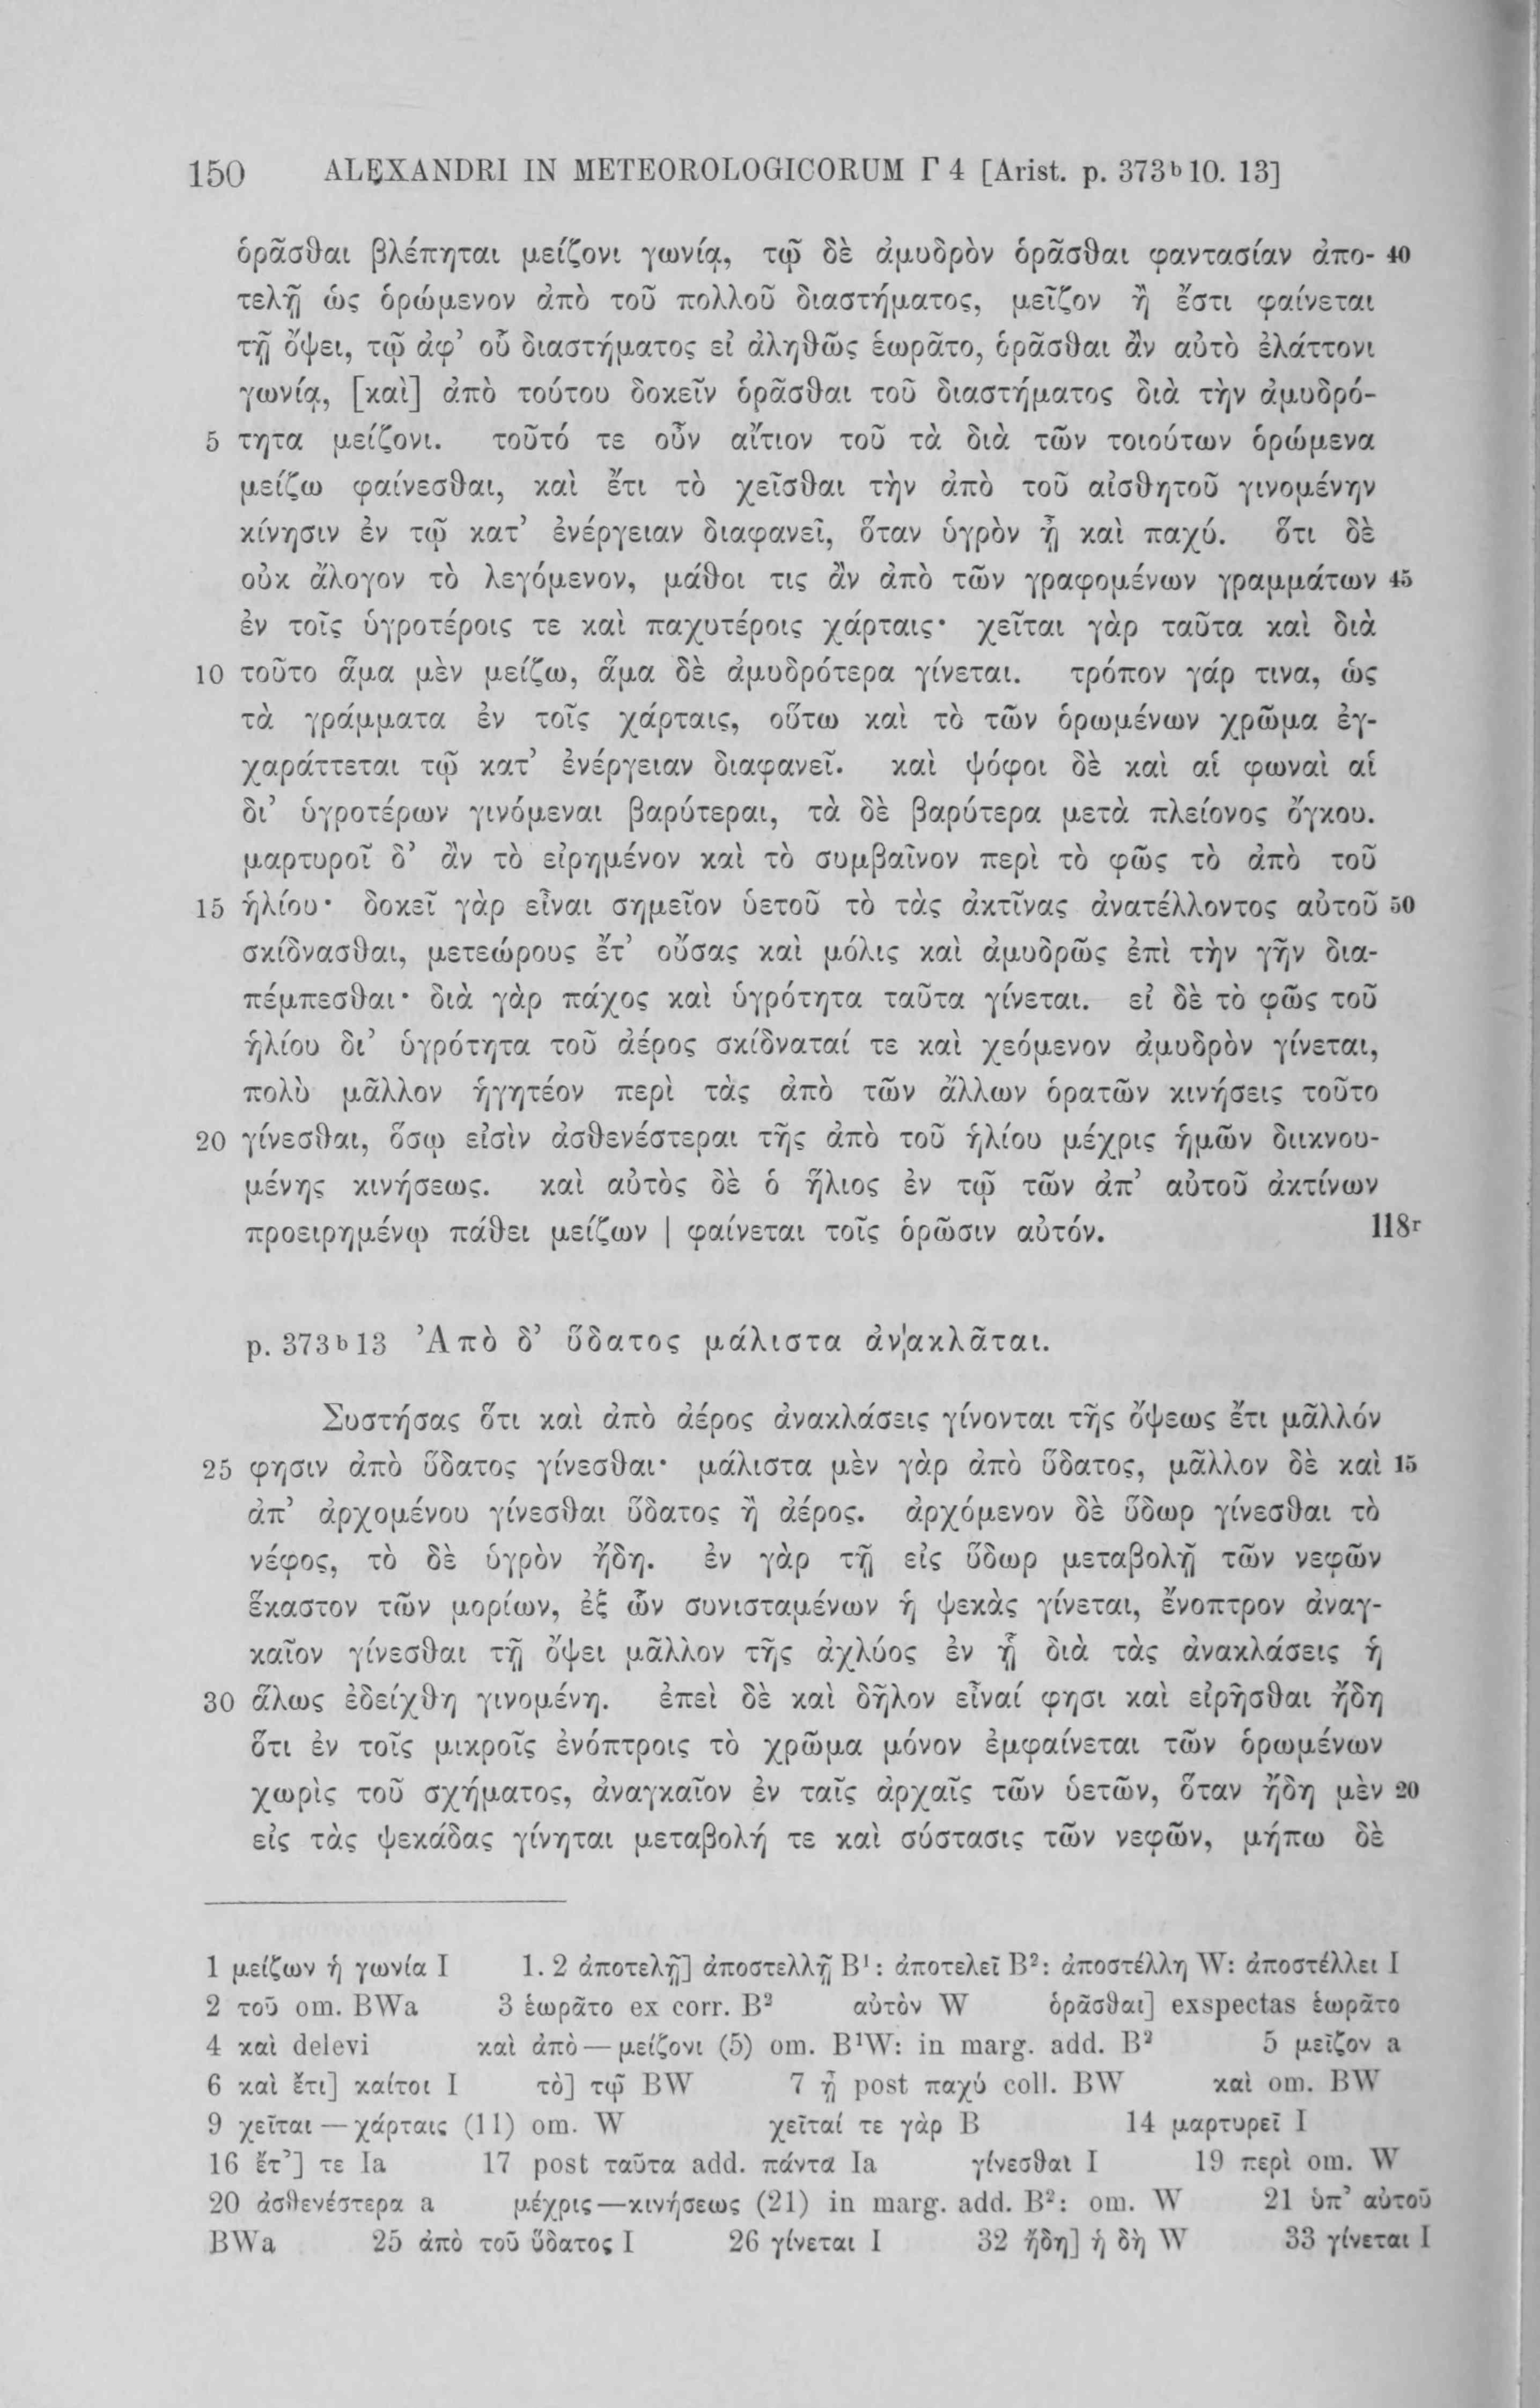 150 ALEXANDRI IN METEOROLOGICORUM Γ 4 [Arist. p. 373ᵇ10. 13]
ὁρᾶσθαι βλέπηται μείζονι γωνίᾳ, τῷ δὲ ἀμυδρὸν ὁρᾶσθαι φαντασίαν ἀπο- 40
τελῇ ὡς ὁρώμενον ἀπὸ τοῦ πολλοῦ διαστήματος, μεῖζον ἢ ἔστι φαίνεται
τῇ ὄψει, τῷ ἀφ’ οὗ διαστήματος εἰ ἀληθῶς ἑωρᾶτο, ὁρᾶσθαι ἂν αὐτὸ ἐλάττονι
γωνίᾳ, [καὶ] ἀπὸ τούτου δοκεῖν ὁρᾶσθαι τοῦ διαστήματος διὰ τὴν ἀμυδρό-
5 τητα μείζονι. τοῦτό τε οὖν αἴτιον τοῦ τὰ διὰ τῶν τοιούτων ὁρώμενα
μείζω φαίνεσθαι, καὶ ἔτι τὸ χεῖσθαι τὴν ἀπὸ τοῦ αἰσθητοῦ γινομένην
κίνησιν ἐν τῷ κατ’ ἐνέργειαν διαφανεῖ, ὅταν ὑγρὸν ᾖ καὶ παχύ. ὅτι δὲ
οὐκ ἄλογον τὸ λεγόμενον, μάθοι τις ἂν ἀπὸ τῶν γραφομένων γραμμάτων 45
ἐν τοῖς ὑγροτέροις τε καὶ παχυτέροις χάρταις· χεῖται γὰρ ταῦτα καὶ διὰ
10 τοῦτο ἅμα μὲν μείζω, ἅμα δὲ ἀμυδρότερα γίνεται. τρόπον γάρ τινα, ὡς
τὰ γράμματα ἐν τοῖς χάρταις, οὕτω καὶ τὸ τῶν ὁρωμένων χρῶμα ἐγ-
χαράττεται τῷ κατ’ ἐνέργειαν διαφανεῖ. καὶ ψόφοι δὲ καὶ αἱ φωναὶ αἱ
δι’ ὑγροτέρων γινόμεναι βαρύτεραι, τὰ δὲ βαρύτερα μετὰ πλείονος ὄγκου.
μαρτυροῖ δ’ ἂν τὸ εἰρημένον καὶ τὸ συμβαῖνον περὶ τὸ φῶς τὸ ἀπὸ τοῦ
15 ἡλίου· δοκεῖ γὰρ εἶναι σημεῖον ὑετοῦ τὸ τὰς ἀκτῖνας ἀνατέλλοντος αὐτοῦ 50
σκίδνασθαι, μετεώρους ἔτ’ οὔσας καὶ μόλις καὶ ἀμυδρῶς ἐπὶ τὴν γῆν δια-
πέμπεσθαι· διὰ γὰρ πάχος καὶ ὑγρότητα ταῦτα γίνεται. εἰ δὲ τὸ φῶς τοῦ
ἡλίου δι’ ὑγρότητα τοῦ ἀέρος σκίδναταί τε καὶ χεόμενον ἀμυδρὸν γίνεται,
πολὺ μᾶλλον ἡγητέον περὶ τὰς ἀπὸ τῶν ἄλλων ὁρατῶν κινήσεις τοῦτο
20 γίνεσθαι, ὅσῳ εἰσὶν ἀσθενέστεραι τῆς ἀπὸ τοῦ ἡλίου μέχρις ἡμῶν διικνου-
μένης κινήσεως. καὶ αὐτὸς δὲ ὁ ἥλιος ἐν τῷ τῶν ἀπ’ αὐτοῦ ἀκτίνων
προειρημένῳ πάθει μείζων | φαίνεται τοῖς ὁρῶσιν αὐτόν. 118ʳ
p. 373ᵇ13 Ἀπὸ δ’ ὕδατος μάλιστα ἀν|ακλᾶται.
Συστήσας ὅτι καὶ ἀπὸ ἀέρος ἀνακλάσεις γίνονται τῆς ὄψεως ἔτι μᾶλλόν
25 φησιν ἀπὸ ὕδατος γίνεσθαι· μάλιστα μὲν γὰρ ἀπὸ ὕδατος, μᾶλλον δὲ καὶ 15
ἀπ’ ἀρχομένου γίνεσθαι ὕδατος ἢ ἀέρος. ἀρχόμενον δὲ ὕδωρ γίνεσθαι τὸ
νέφος, τὸ δὲ ὑγρὸν ἤδη. ἐν γὰρ τῇ εἰς ὕδωρ μεταβολῇ τῶν νεφῶν
ἕκαστον τῶν μορίων, ἐξ ὧν συνισταμένων ἡ ψεκὰς γίνεται, ἔνοπτρον ἀναγ-
καῖον γίνεσθαι τῇ ὄψει μᾶλλον τῆς ἀχλύος ἐν ᾗ διὰ τὰς ἀνακλάσεις ἡ
30 ἅλως ἐδείχθη γινομένη. ἐπεὶ δὲ καὶ δῆλον εἶναί φησι καὶ εἰρῆσθαι ἤδη
ὅτι ἐν τοῖς μικροῖς ἐνόπτροις τὸ χρῶμα μόνον ἐμφαίνεται τῶν ὁρωμένων
χωρὶς τοῦ σχήματος, ἀναγκαῖον ἐν ταῖς ἀρχαῖς τῶν ὑετῶν, ὅταν ἤδη μὲν 20
εἰς τὰς ψεκάδας γίνηται μεταβολή τε καὶ σύστασις τῶν νεφῶν, μήπω δὲ
1 μείζων ἡ γωνία I 1. 2 ἀποτελῇ] ἀποστελλῇ B¹: ἀποτελεῖ B²: ἀποστέλλη W: ἀποστέλλει I
2 τοῦ om. BWa 3 ἑωρᾶτο ex corr. B² αὐτὸν W ὁρᾶσθαι] exspectas ἑωρᾶτο
4 καὶ delevi καὶ ἀπὸ — μείζονι (5) om. B¹W: in marg. add. B² 5 μεῖζον a
6 καὶ ἔτι] καίτοι I τὸ] τῷ BW 7 ᾖ post παχύ coll. BW καὶ om. BW
9 χεῖται — χάρταις (11) om. W χεῖταί τε γὰρ B 14 μαρτυρεῖ I
16 ἔτ’] τε Ia 17 post ταῦτα add. πάντα Ia γίνεσθαι I 19 περὶ om. W
20 ἀσθενέστερα a μέχρις — κινήσεως (21) in marg. add. B²: om. W 21 ὑπ’ αὐτοῦ
BWa 25 ἀπὸ τοῦ ὕδατος I 26 γίνεται I 32 ἤδη] ἡ δὴ W 33 γίνεται I